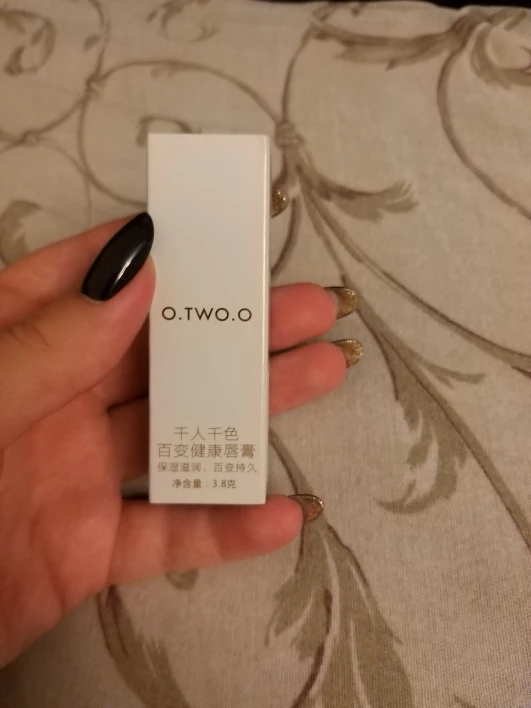 O.TWO.O
千人千色
百变健康唇膏
保湿滋润、百变持久
净含量：3.8克